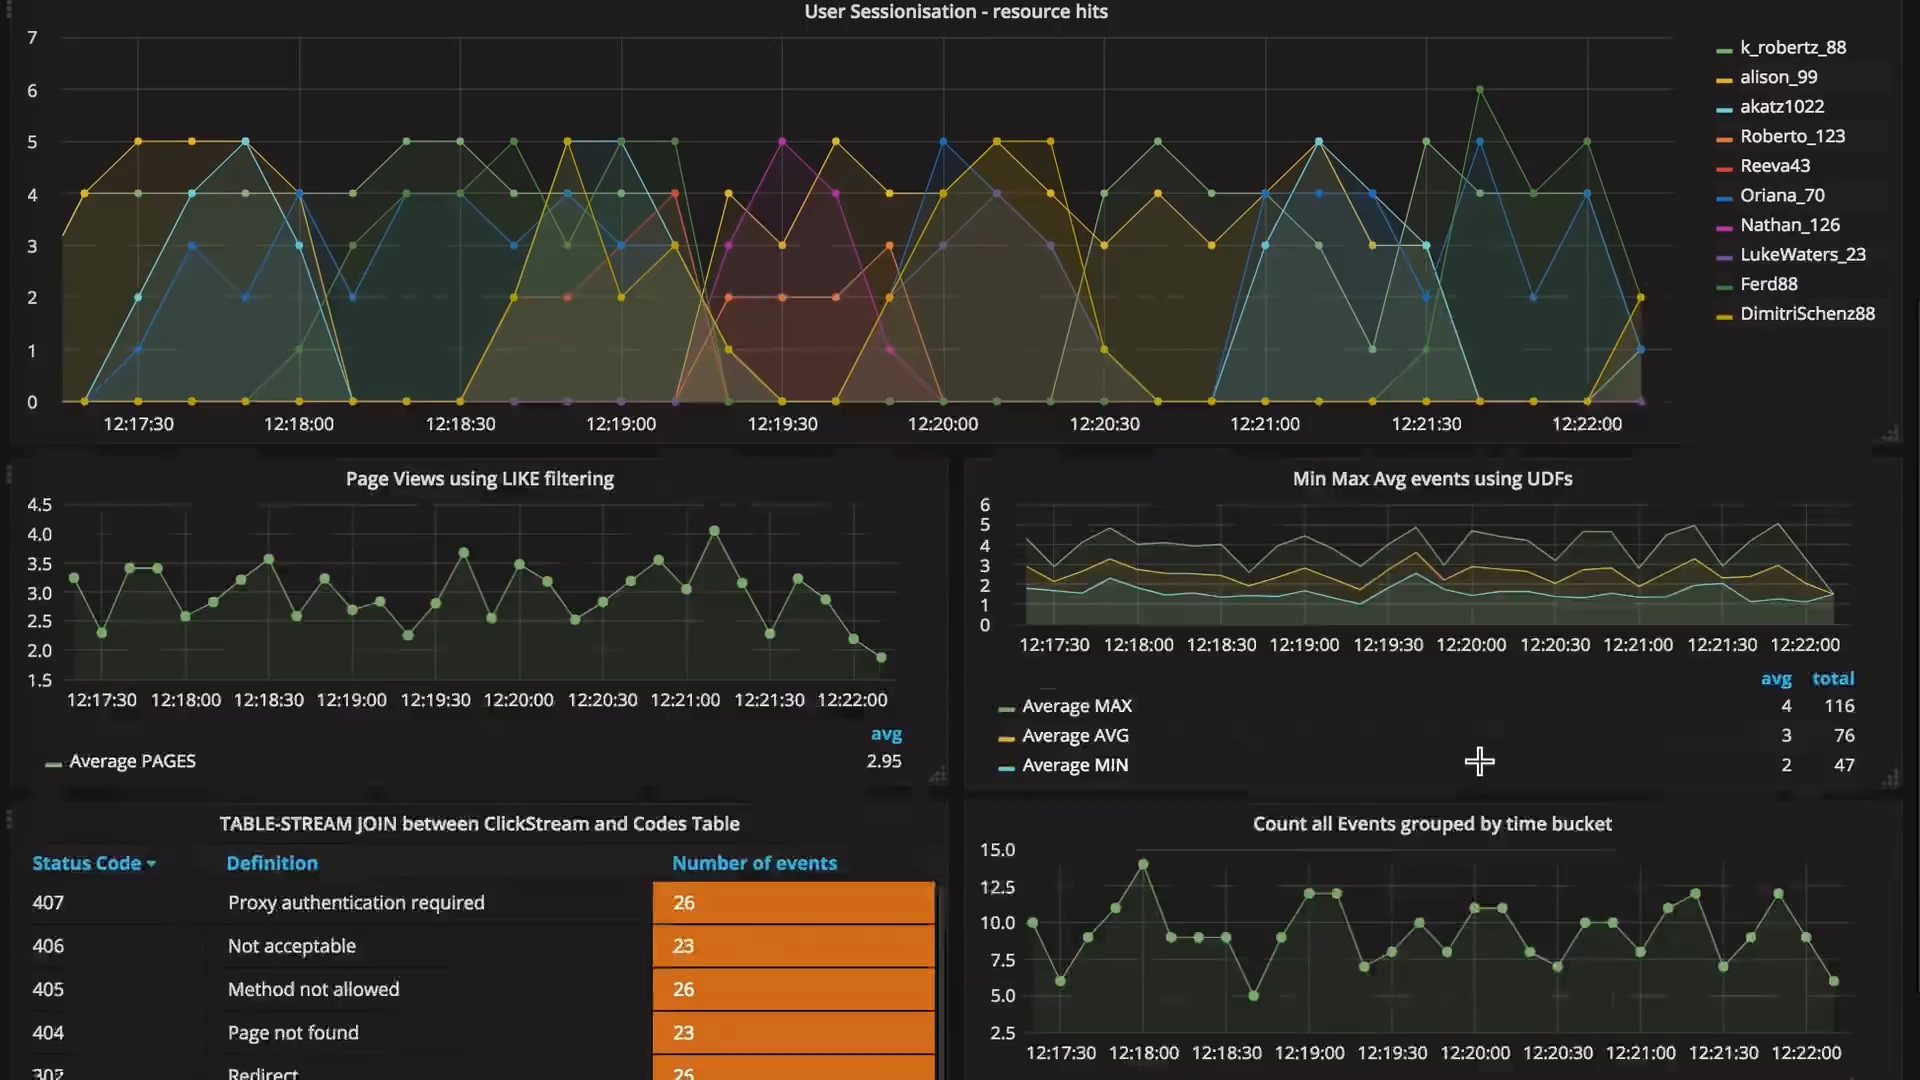 User Sessionisation - resource hits
7
6
5
4
3
2
1
0
12:17:30 12:18:00 12:18:30 12:19:00 12:19:30 12:20:00 12:20:30 12:21:00 12:21:30 12:22:00
k_robertz_88
alison_99
akatz1022
Roberto_123
Reeva43
Oriana_70
Nathan_126
LukeWaters_23
Ferd88
DimitriSchenz88
Page Views using LIKE filtering
4.5
4.0
3.5
3.0
2.5
2.0
1.5
12:17:30 12:18:00 12:18:30 12:19:00 12:19:30 12:20:00 12:20:30 12:21:00 12:21:30 12:22:00
avg
Average PAGES 2.95
Min Max Avg events using UDFs
6
5
4
3
2
1
0
12:17:30 12:18:00 12:18:30 12:19:00 12:19:30 12:20:00 12:20:30 12:21:00 12:21:30 12:22:00
avg total
Average MAX 4 116
Average AVG 3 76
Average MIN 2 47
TABLE-STREAM JOIN between ClickStream and Codes Table
Status Code Definition Number of events
407 Proxy authentication required 26
406 Not acceptable 23
405 Method not allowed 26
404 Page not found 23
302 Redirect 25
Count all Events grouped by time bucket
15.0
12.5
10.0
7.5
5.0
2.5
12:17:30 12:18:00 12:18:30 12:19:00 12:19:30 12:20:00 12:20:30 12:21:00 12:21:30 12:22:00